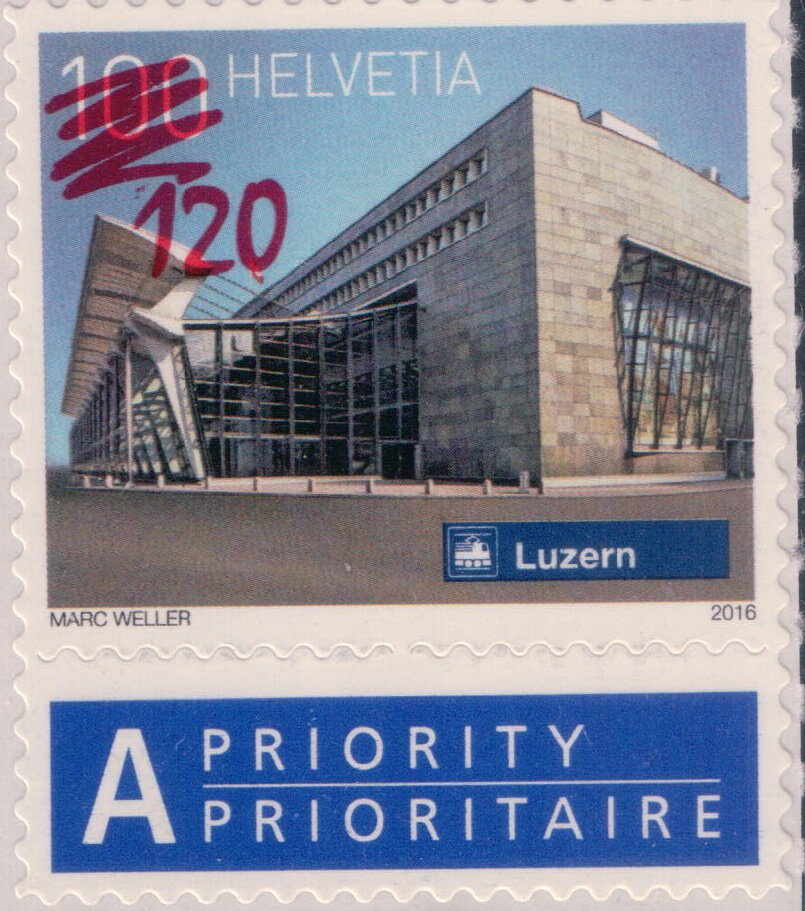 100 HELVETIA
120
Luzern
MARC WELLER 2016
A PRIORITY
PRIORITAIRE